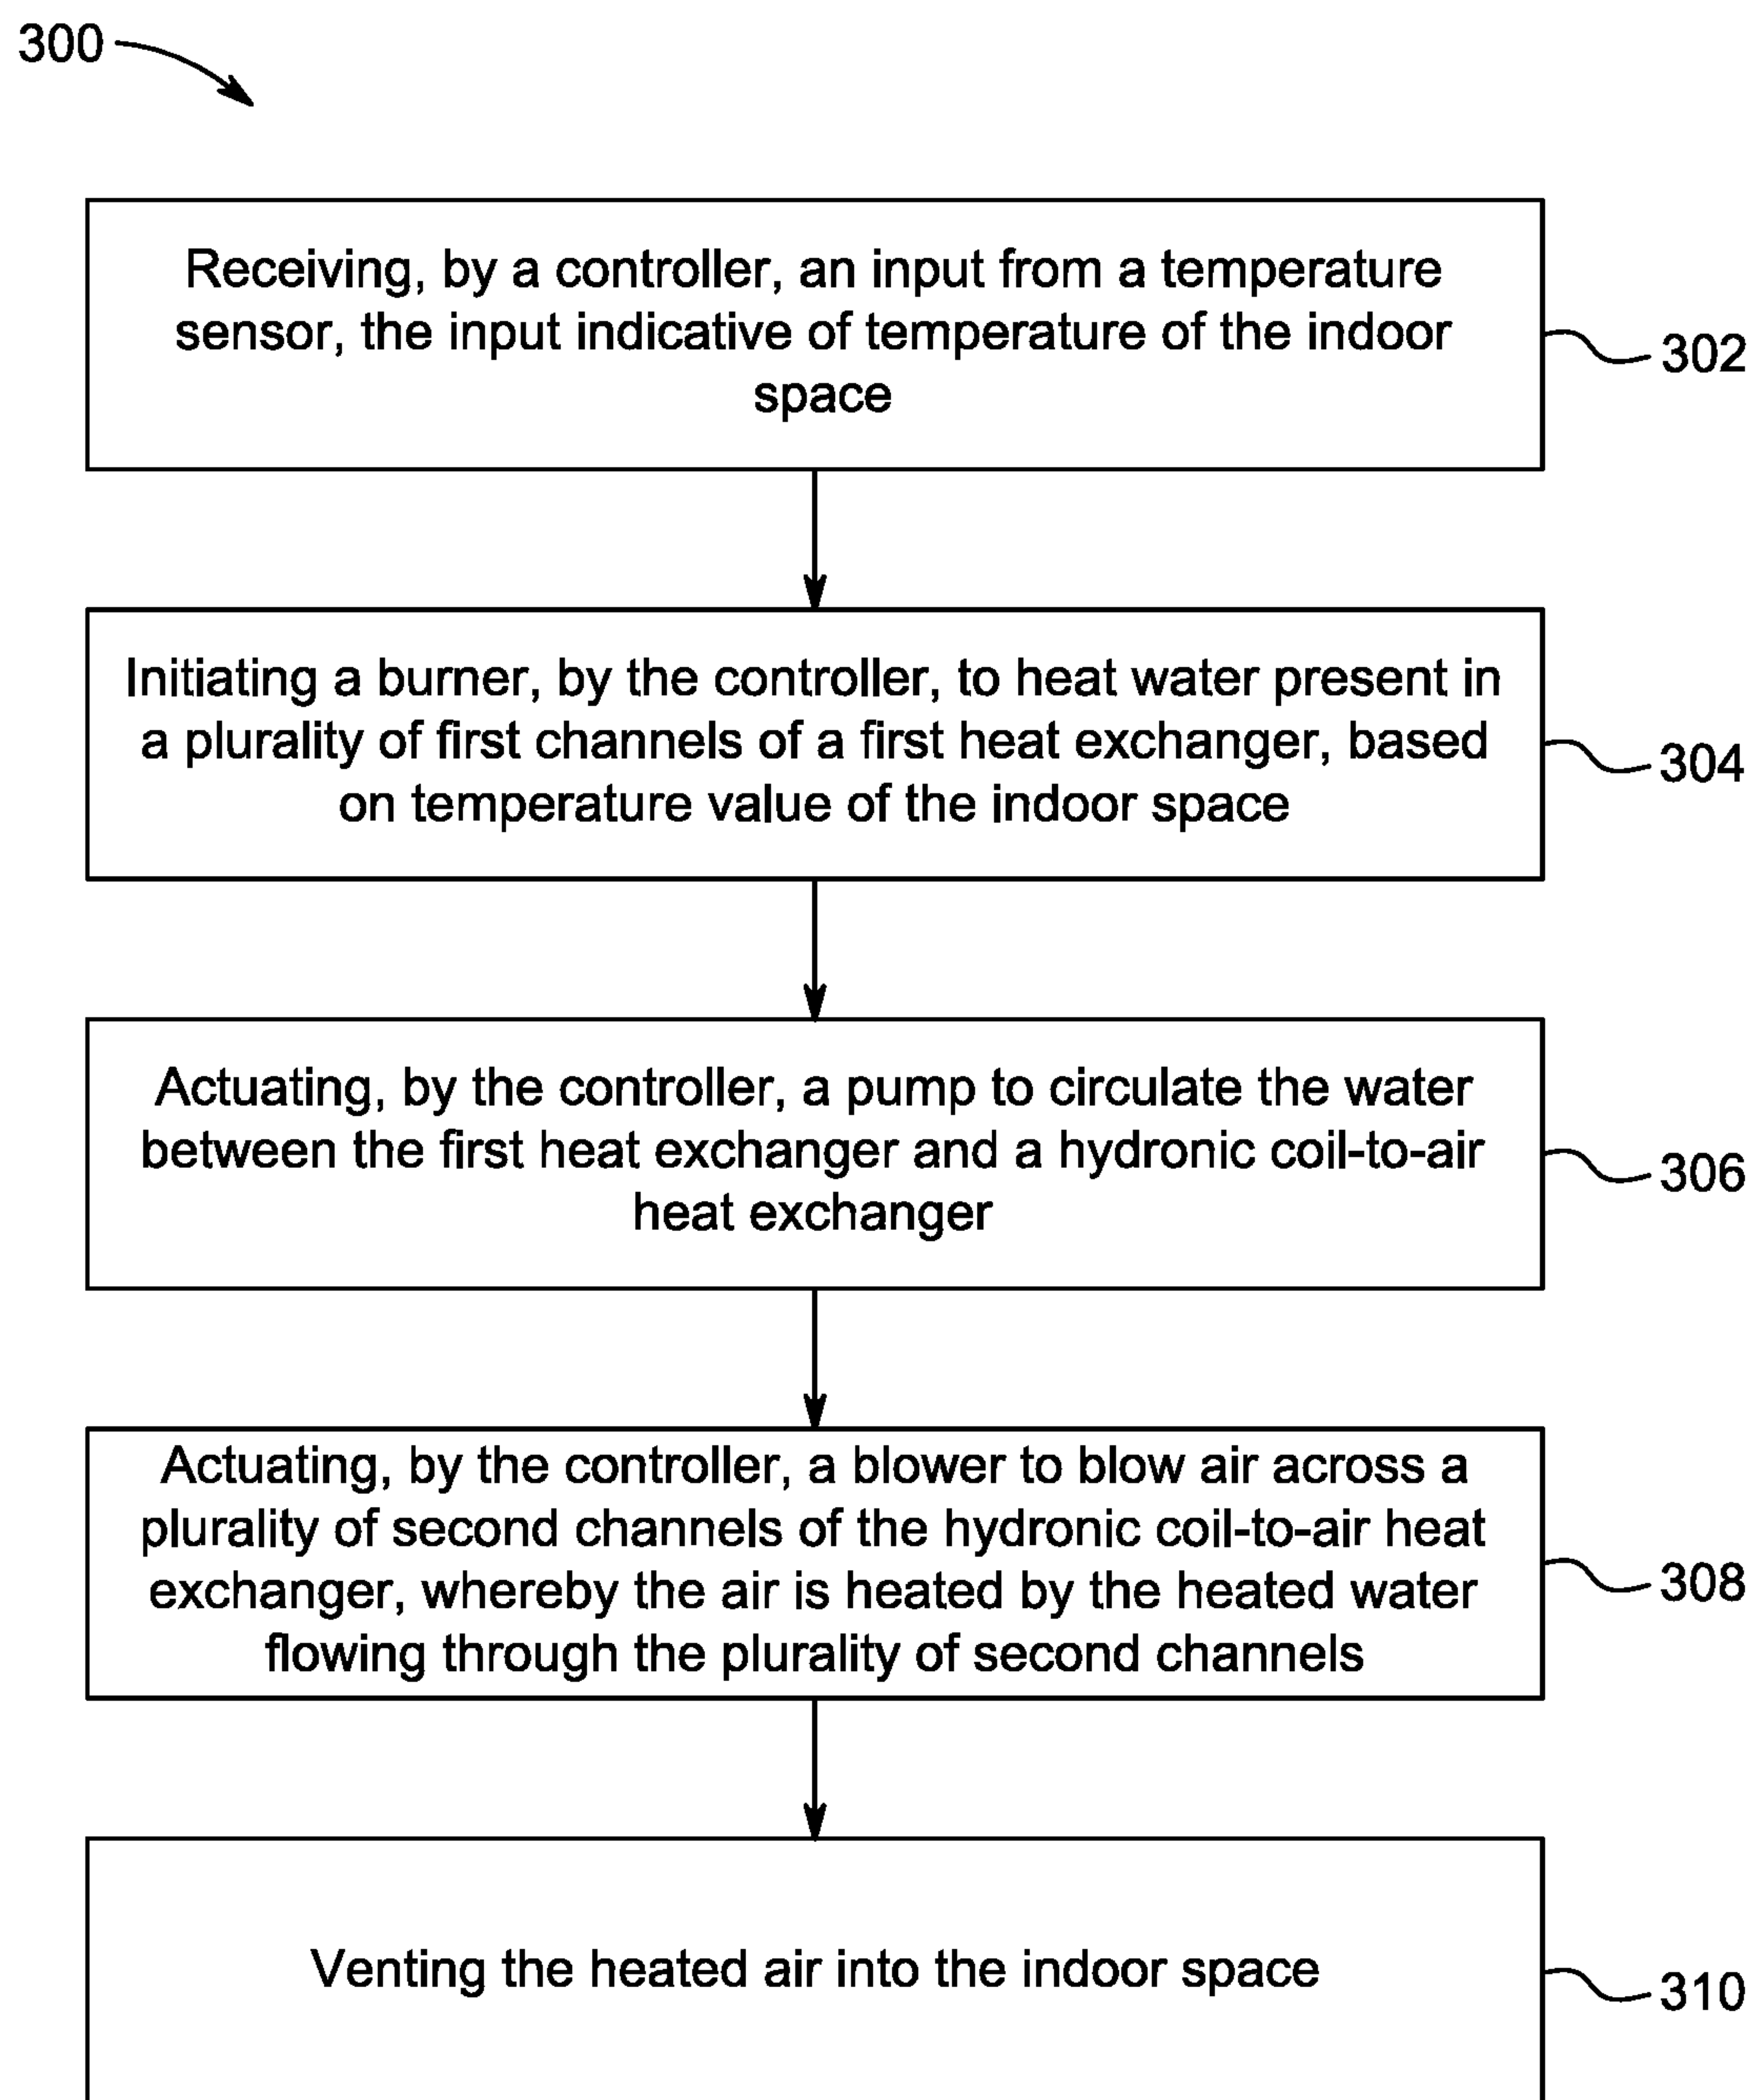 300
Receiving, by a controller, an input from a temperature
sensor, the input indicative of temperature of the indoor
space
302
Initiating a burner, by the controller, to heat water present in
a plurality of first channels of a first heat exchanger, based
on temperature value of the indoor space
304
Actuating, by the controller, a pump to circulate the water
between the first heat exchanger and a hydronic coil-to-air
heat exchanger
306
Actuating, by the controller, a blower to blow air across a
plurality of second channels of the hydronic coil-to-air heat
exchanger, whereby the air is heated by the heated water
flowing through the plurality of second channels
308
Venting the heated air into the indoor space
310